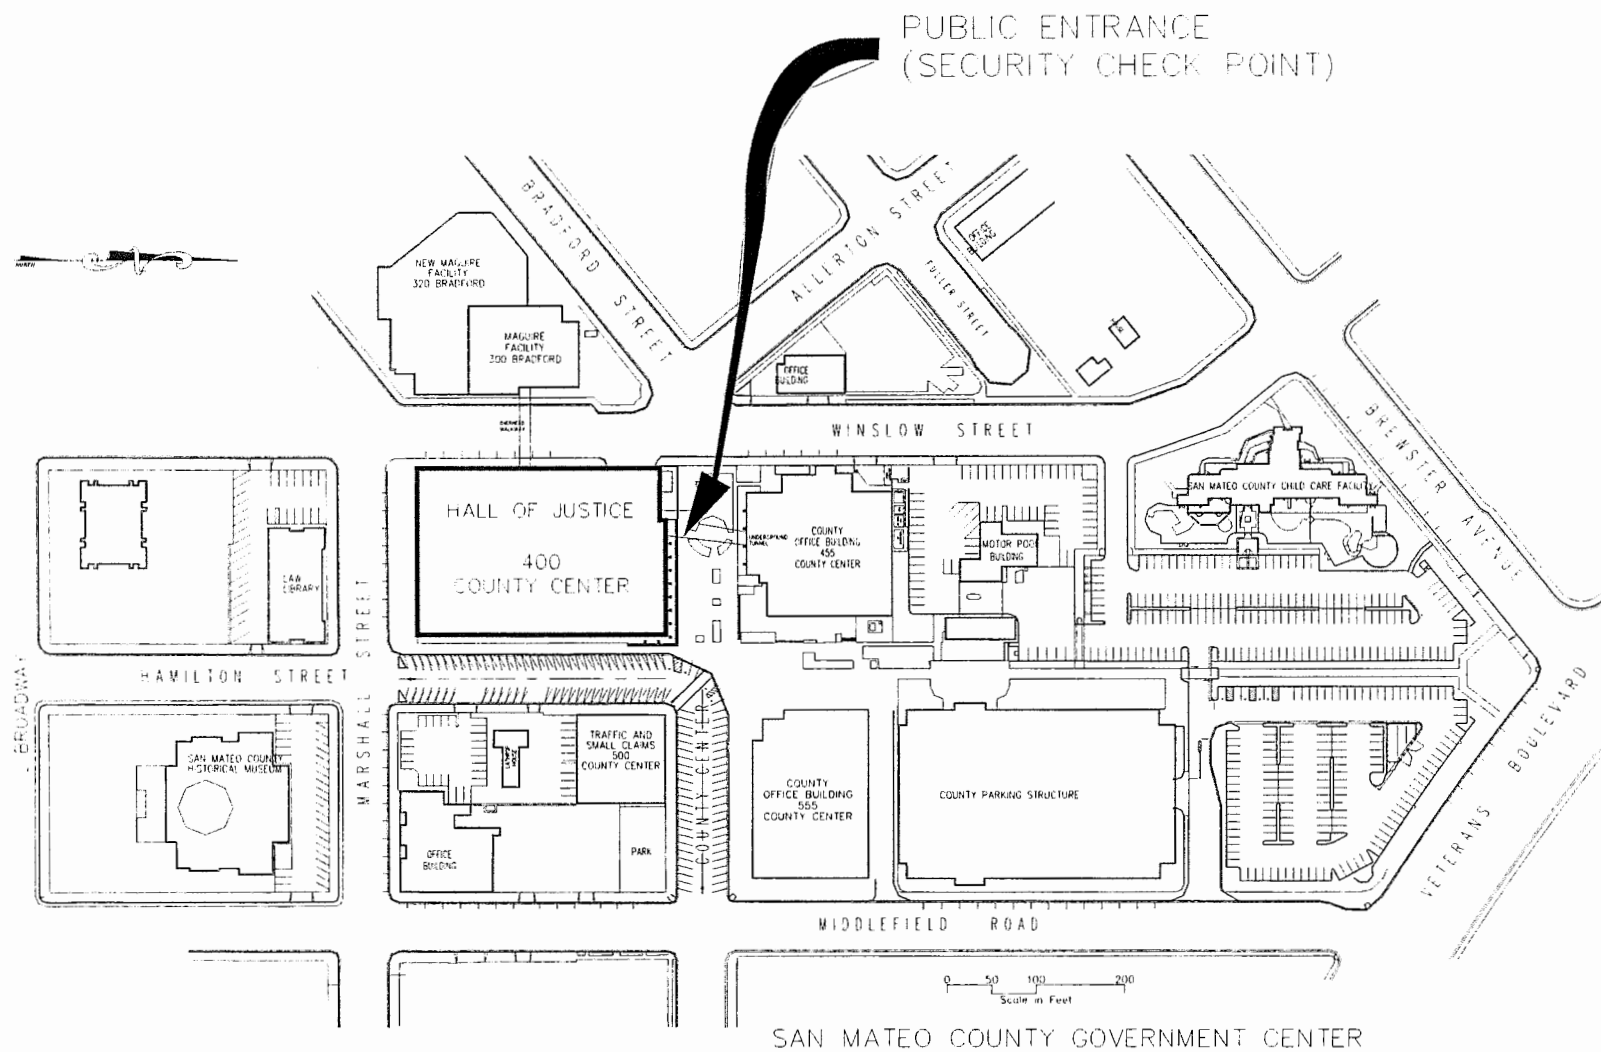 PUBLIC ENTRANCE
(SECURITY CHECK POINT)
BRADFORD STREET
ALLERTON STREET
FULLER STREET
OFFICE
BUILDING
NORTH
NEW MAGUIRE
FACILITY
320 BRADFORD
MAGUIRE
FACILITY
300 BRADFORD
OFFICE
BUILDING
OVERHEAD
WALKWAY
WINSLOW STREET
BREWSTER AVENUE
HALL OF JUSTICE
400
COUNTY CENTER
UNDERGROUND
TUNNEL
COUNTY
OFFICE BUILDING
455
COUNTY CENTER
MOTOR POOL
BUILDING
SAN MATEO COUNTY CHILD CARE FACILITY
LAW
LIBRARY
HAMILTON STREET
MARSHALL STREET
BROADWAY
SAN MATEO COUNTY
HISTORICAL MUSEUM
TRAFFIC AND
SMALL CLAIMS
500
COUNTY CENTER
OFFICE
BUILDING
PARK
COUNTY CENTER
COUNTY
OFFICE BUILDING
555
COUNTY CENTER
COUNTY PARKING STRUCTURE
VETERANS BOULEVARD
MIDDLEFIELD ROAD
0 50 100 200
Scale in Feet
SAN MATEO COUNTY GOVERNMENT CENTER